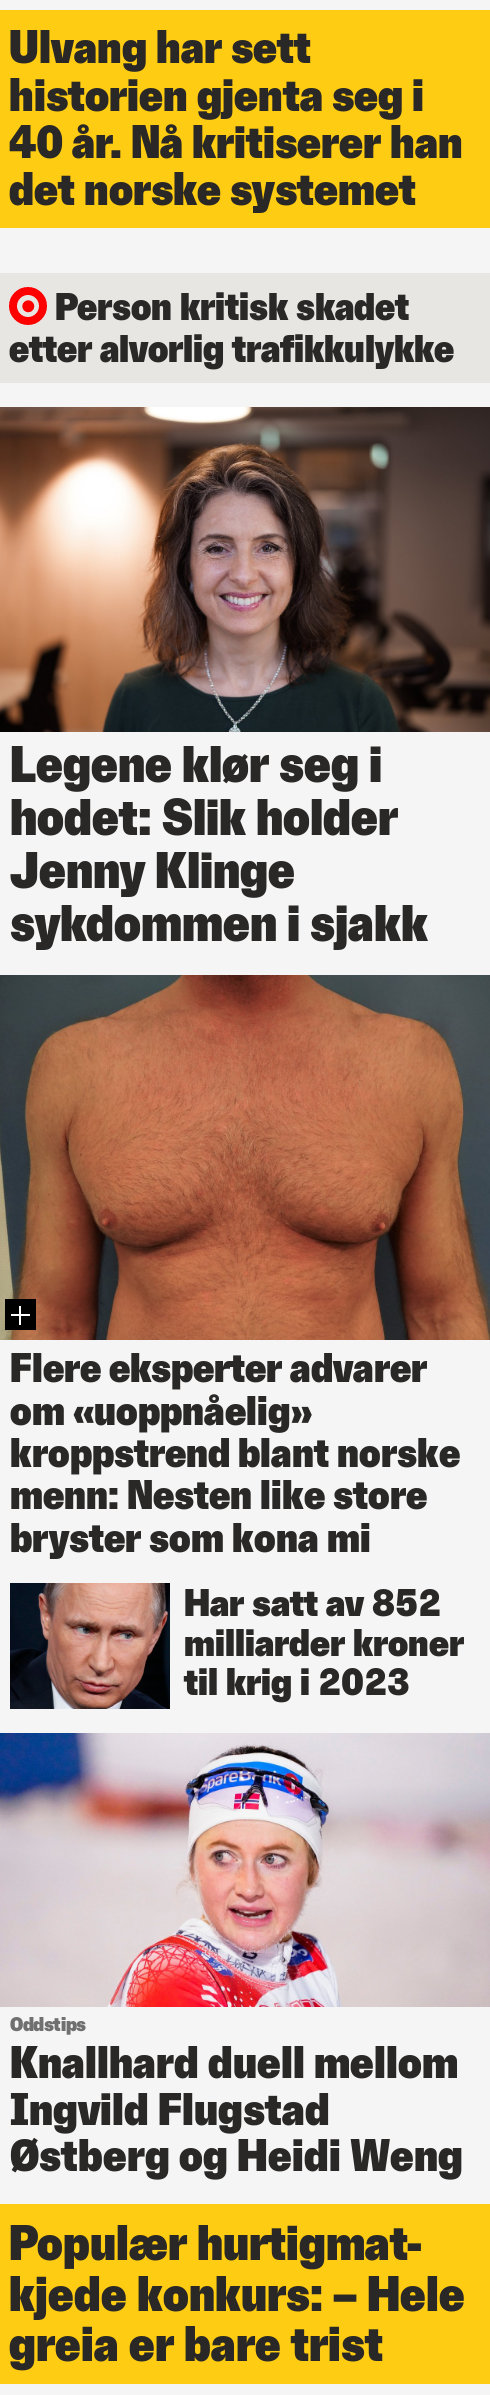 Ulvang har sett
historien gjenta seg i
40 år. Nå kritiserer han
det norske systemet
Person kritisk skadet
etter alvorlig trafikkulykke
Legene klør seg i
hodet: Slik holder
Jenny Klinge
sykdommen i sjakk
Flere eksperter advarer
om «uoppnåelig»
kroppstrend blant norske
menn: Nesten like store
bryster som kona mi
Har satt av 852
milliarder kroner
til krig i 2023
SpareBank 1
Oddstips
Knallhard duell mellom
Ingvild Flugstad
Østberg og Heidi Weng
Populær hurtigmat-
kjede konkurs: – Hele
greia er bare trist